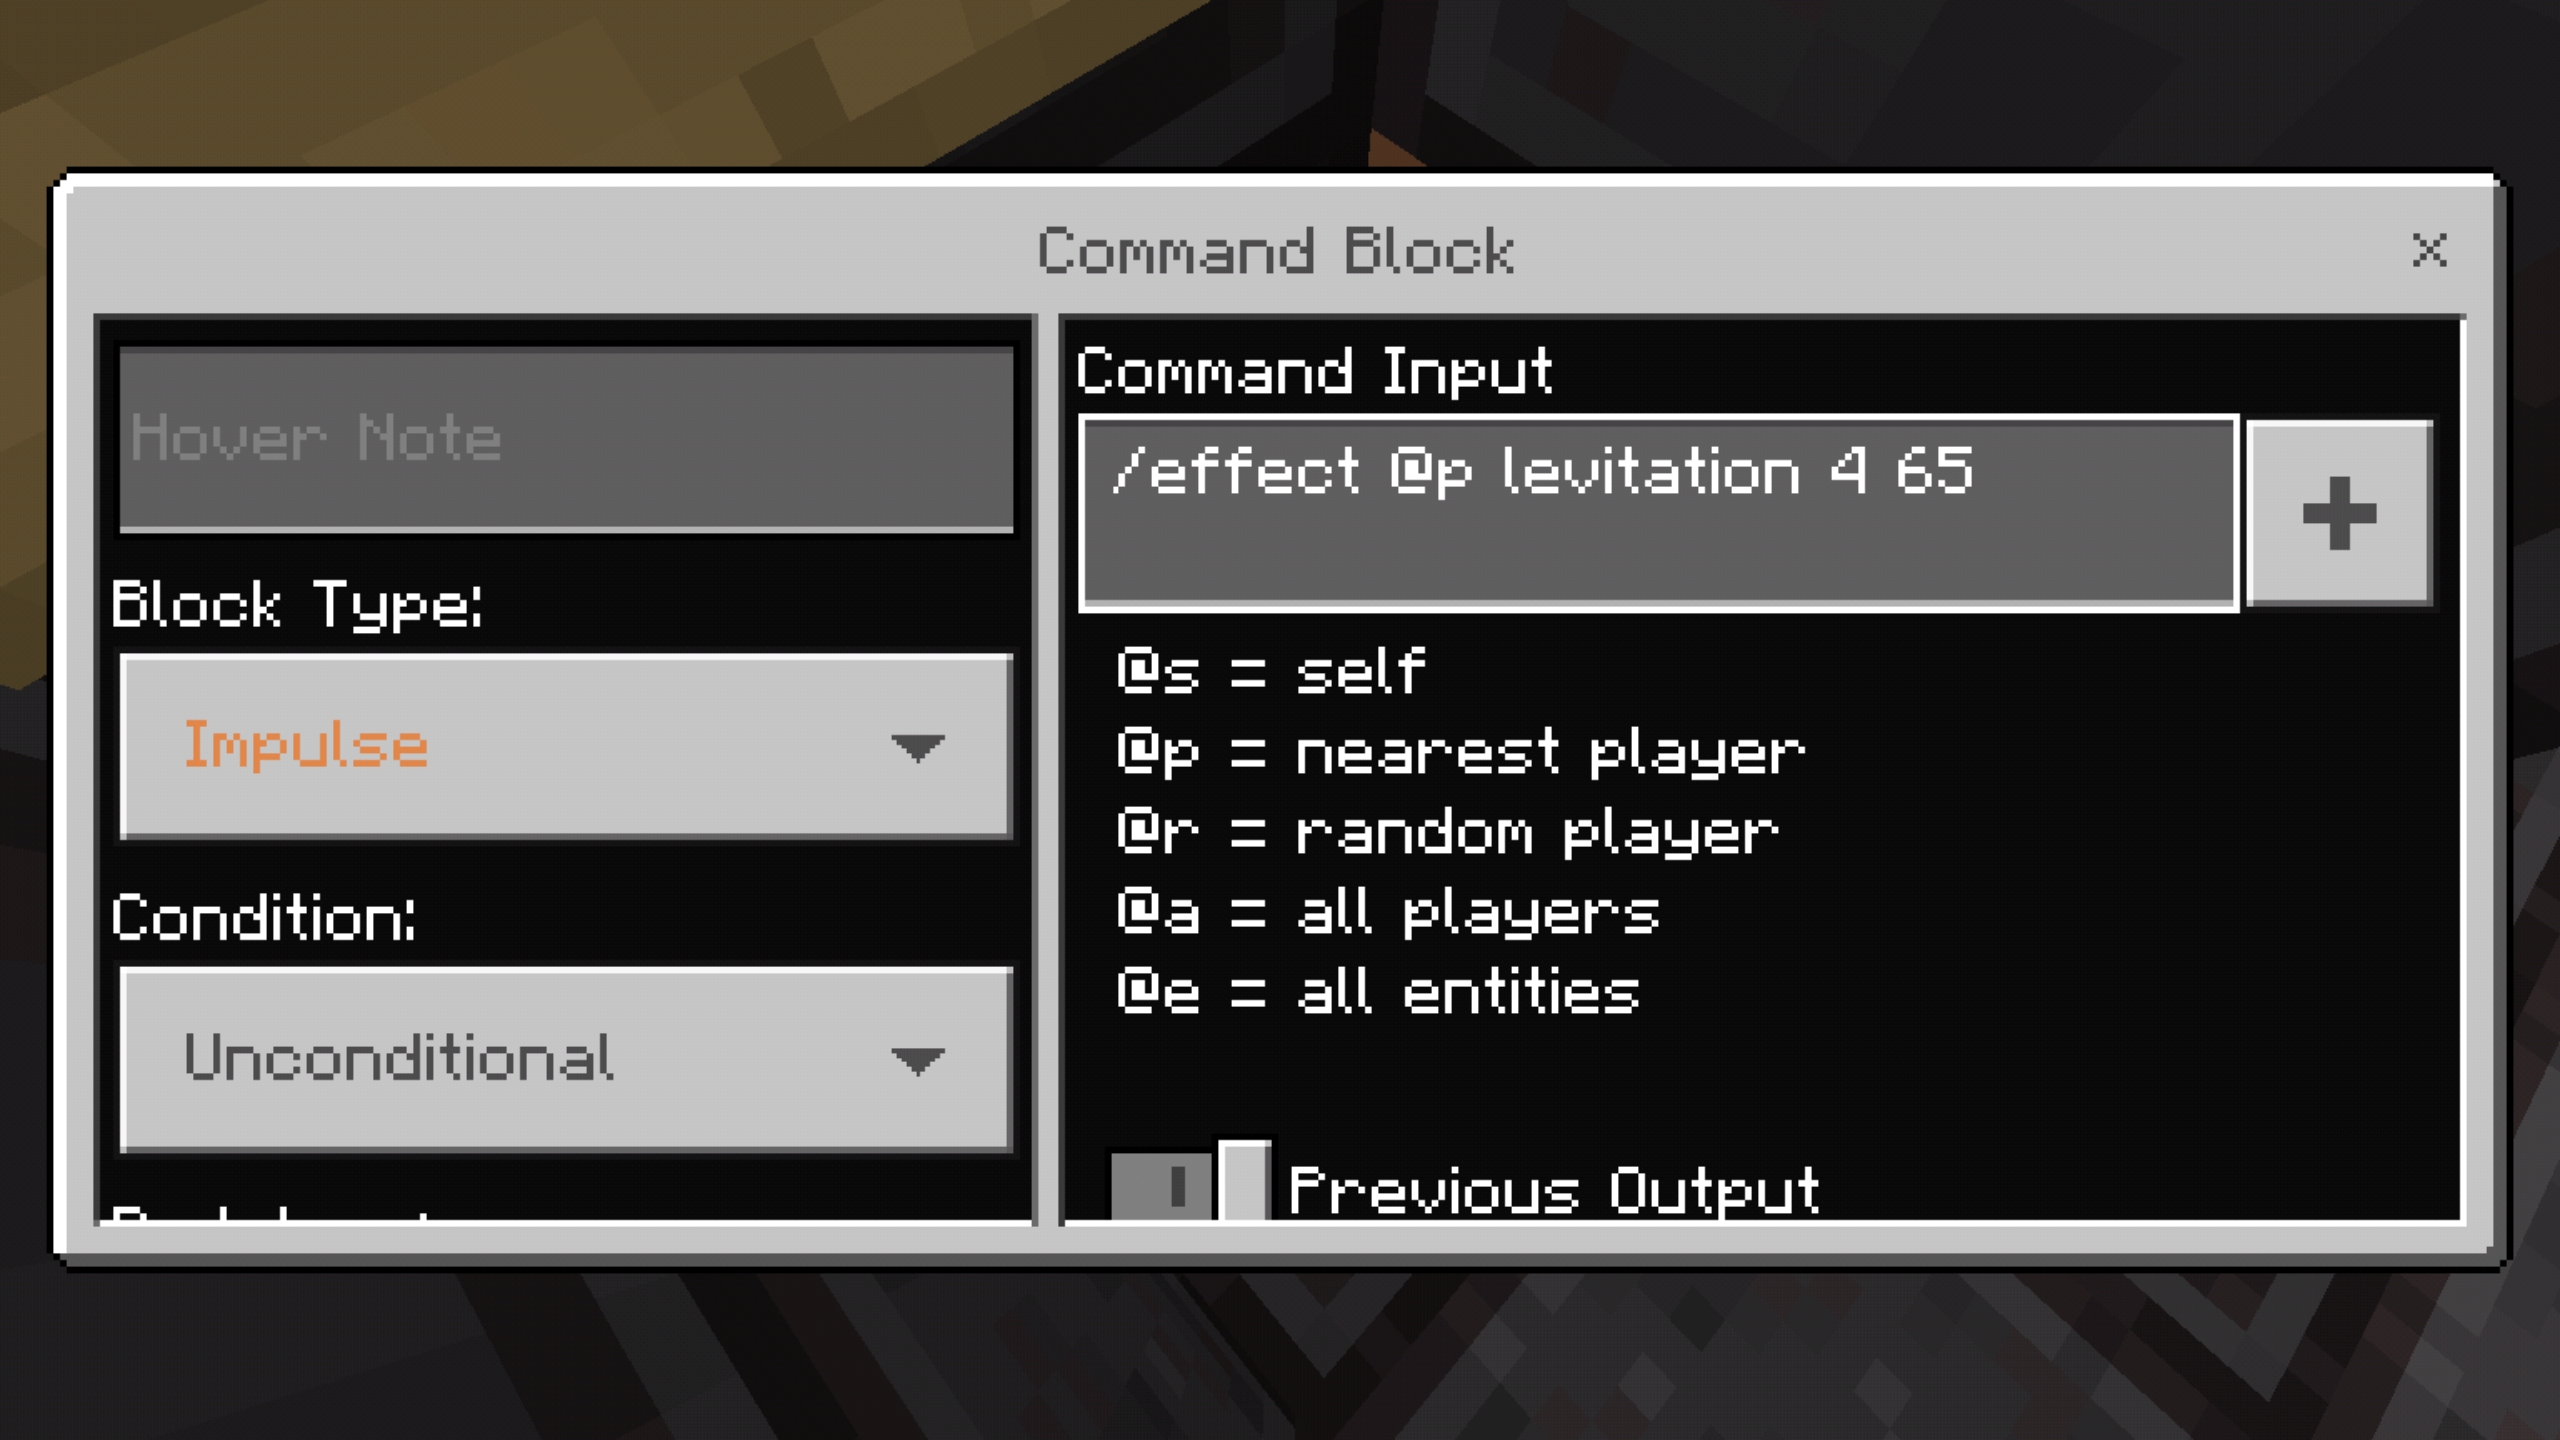 Command Block
x
Hover Note
Block Type:
Impulse
Condition:
Unconditional
Command Input
/effect @p levitation 4 65
+
@s = self
@p = nearest player
@r = random player
@a = all players
@e = all entities
Previous Output